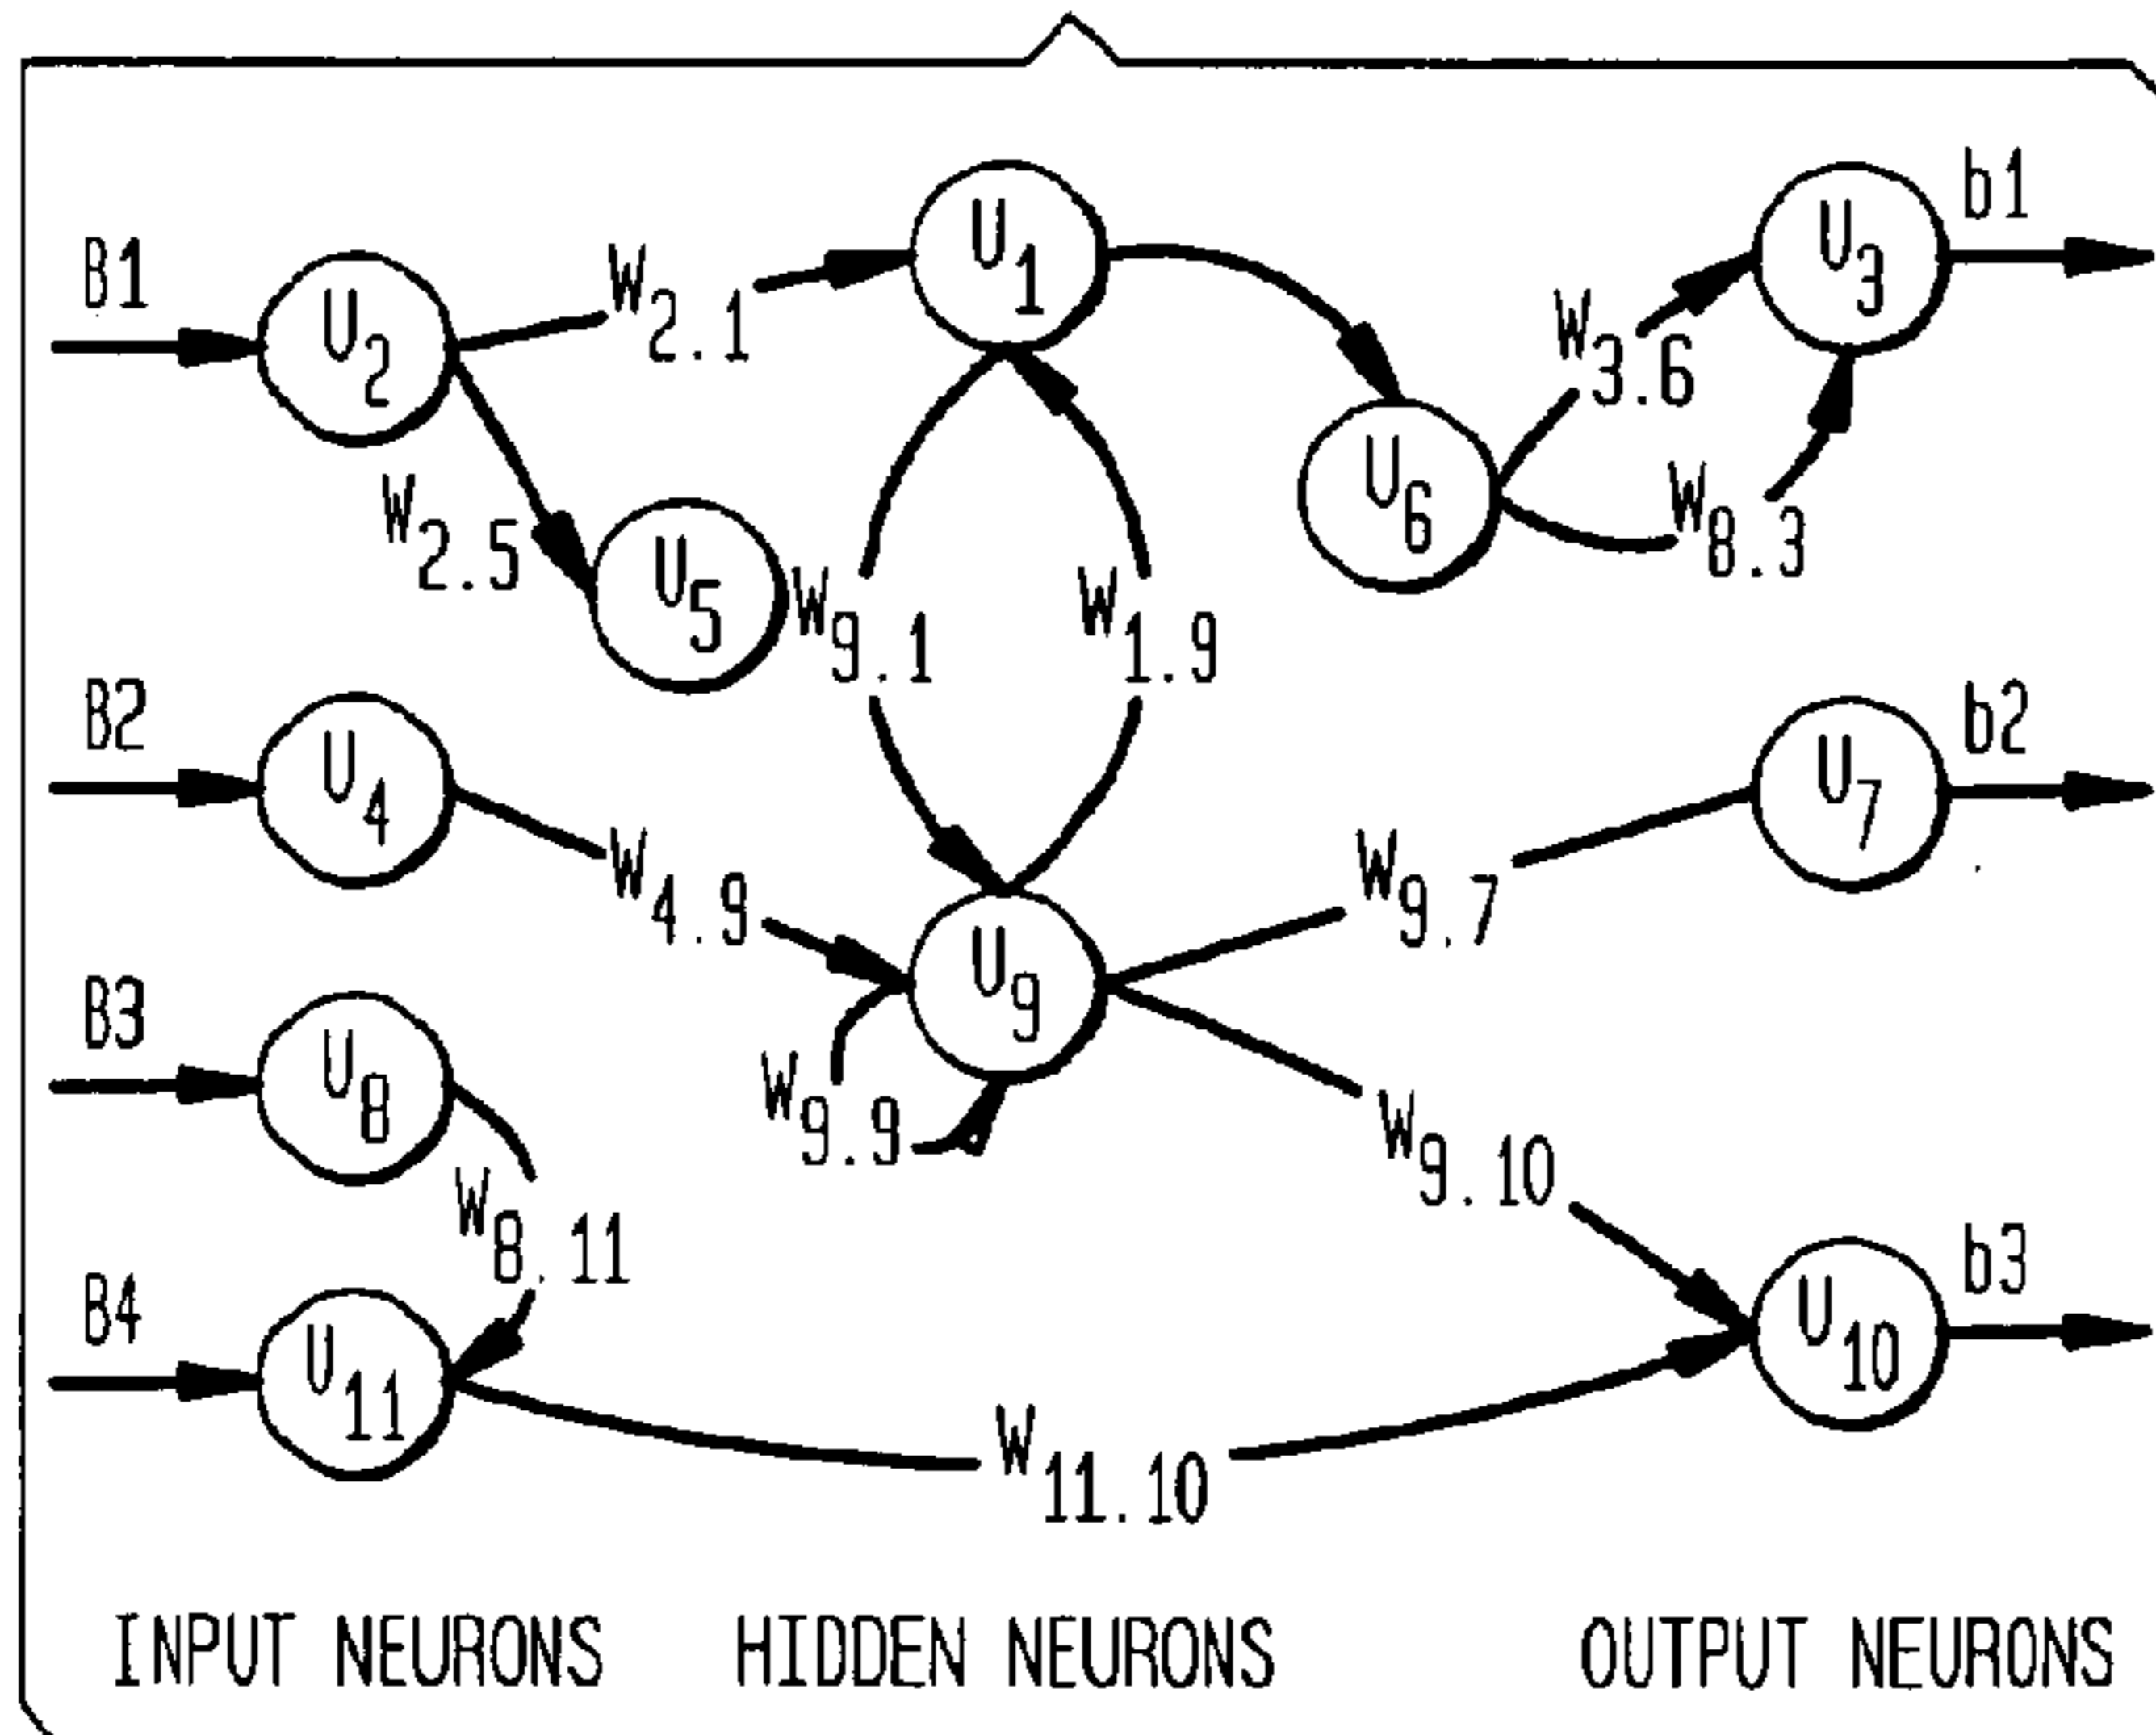 B1
U2
W2.1
U1
U3
b1
W3.6
W8.3
U6
W2.5
U5
W9.1
W1.9
B2
U4
W4.9
U9
W9.7
U7
b2
B3
U8
W9.9
W9.10
W8.11
B4
U11
W11.10
U10
b3
INPUT NEURONS
HIDDEN NEURONS
OUTPUT NEURONS